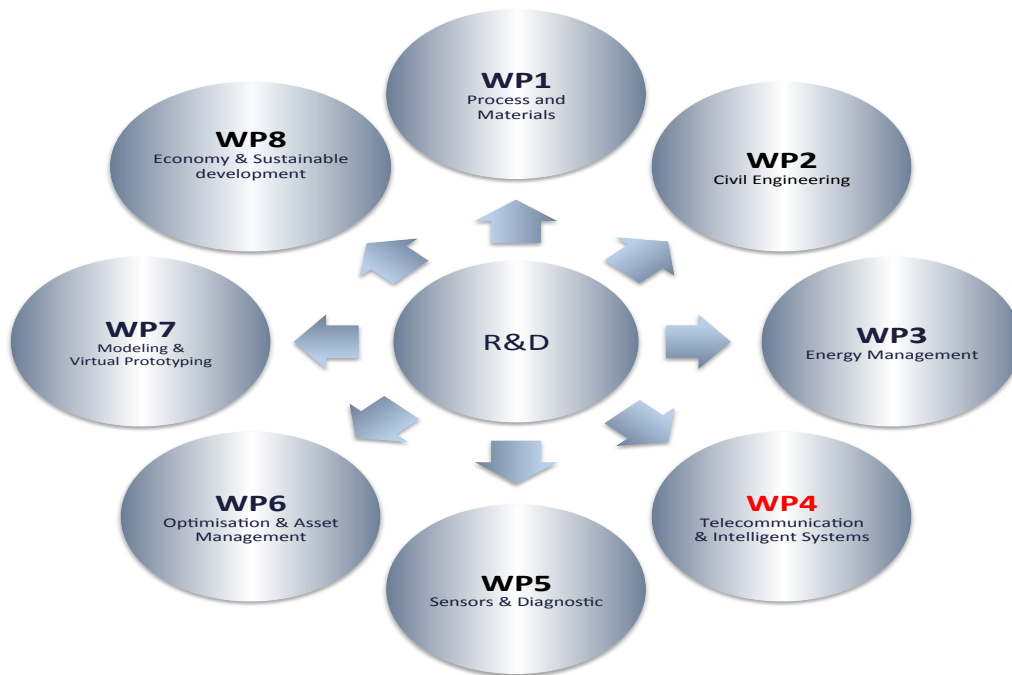 WP1
Process and
Materials
WP8
Economy & Sustainable
development
WP2
Civil Engineering
WP7
Modeling &
Virtual Prototyping
R&D
WP3
Energy Management
WP6
Optimisation & Asset
Management
WP4
Telecommunication
& Intelligent Systems
WP5
Sensors & Diagnostic